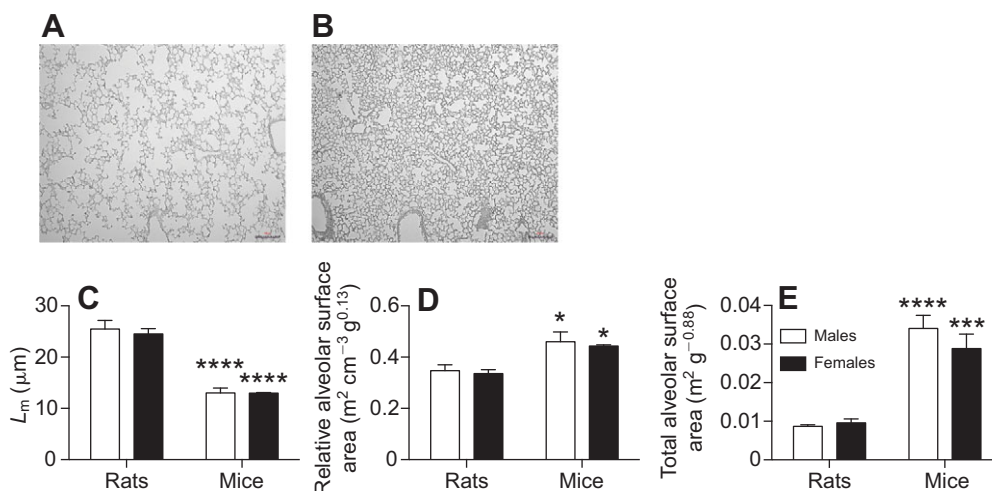 A
B
C
30
20
10
0
Lm (μm)
Rats
Mice
**** ****
D
0.6
0.4
0.2
0
Relative alveolar surface
area (m² cm⁻³ g⁰·¹³)
Rats
Mice
* *
E
0.04
0.03
0.02
0.01
0
Total alveolar surface
area (m² g⁻⁰·⁸⁸)
Rats
Mice
****
***
Males
Females